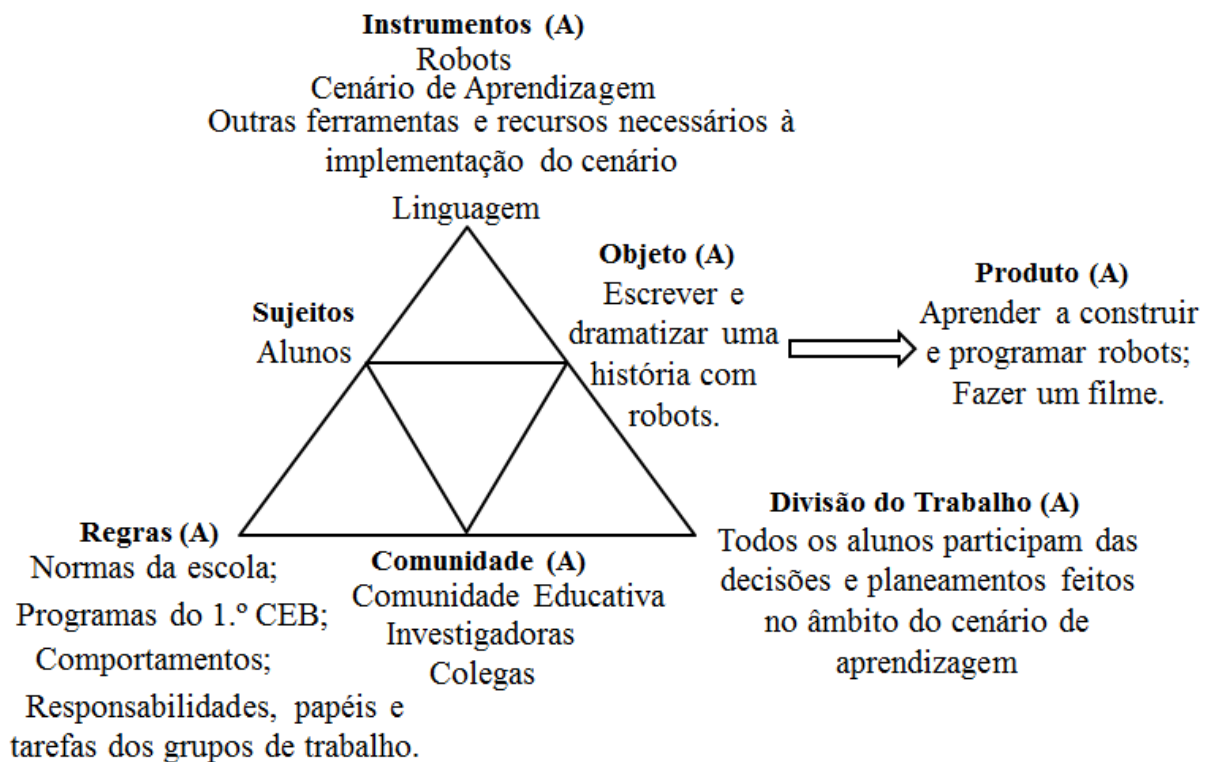 Instrumentos (A)
Robots
Cenário de Aprendizagem
Outras ferramentas e recursos necessários à
implementação do cenário
Linguagem
Sujeitos
Alunos
Objeto (A)
Escrever e
dramatizar uma
história com
robots.
Produto (A)
Aprender a construir
e programar robots;
Fazer um filme.
Regras (A)
Normas da escola;
Programas do 1.º CEB;
Comportamentos;
Responsabilidades, papéis e
tarefas dos grupos de trabalho.
Comunidade (A)
Comunidade Educativa
Investigadoras
Colegas
Divisão do Trabalho (A)
Todos os alunos participam das
decisões e planeamentos feitos
no âmbito do cenário de
aprendizagem